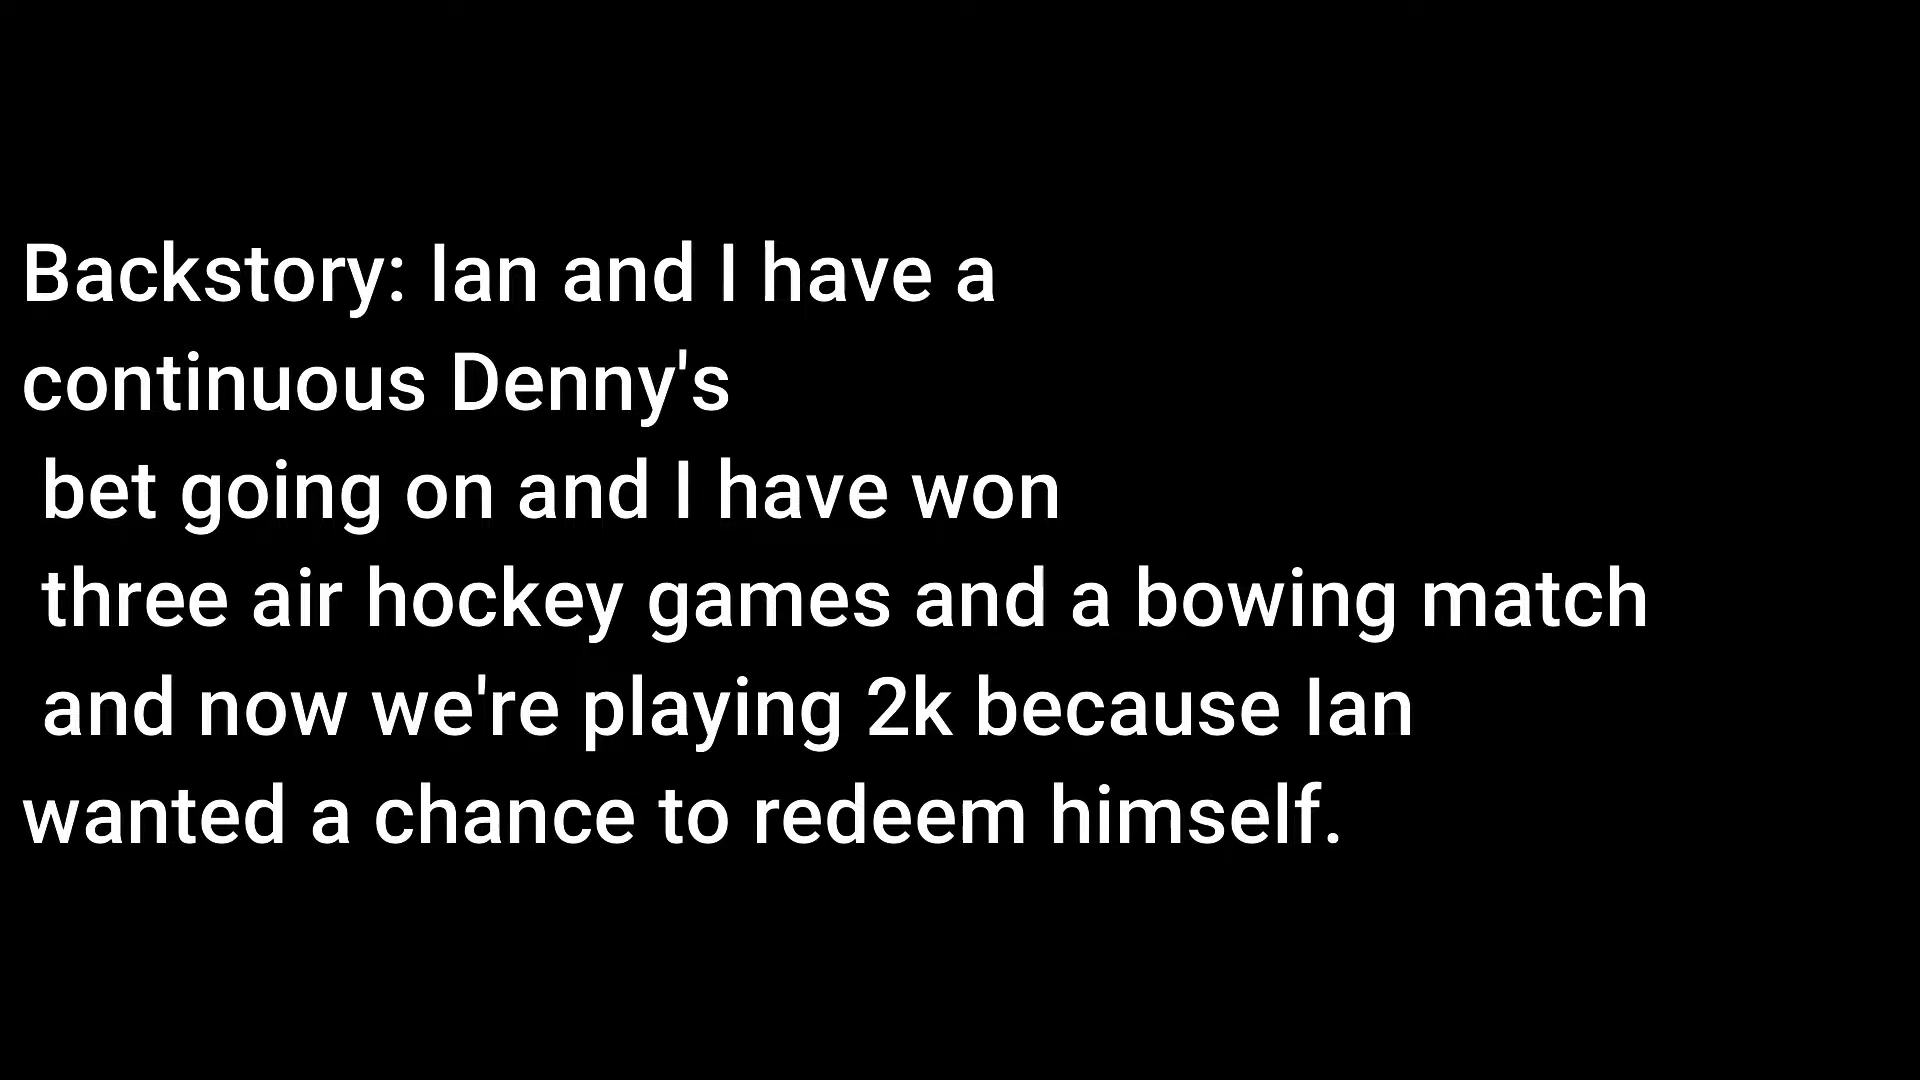 Backstory: Ian and I have a
continuous Denny's
bet going on and I have won
three air hockey games and a bowing match
and now we're playing 2k because Ian
wanted a chance to redeem himself.